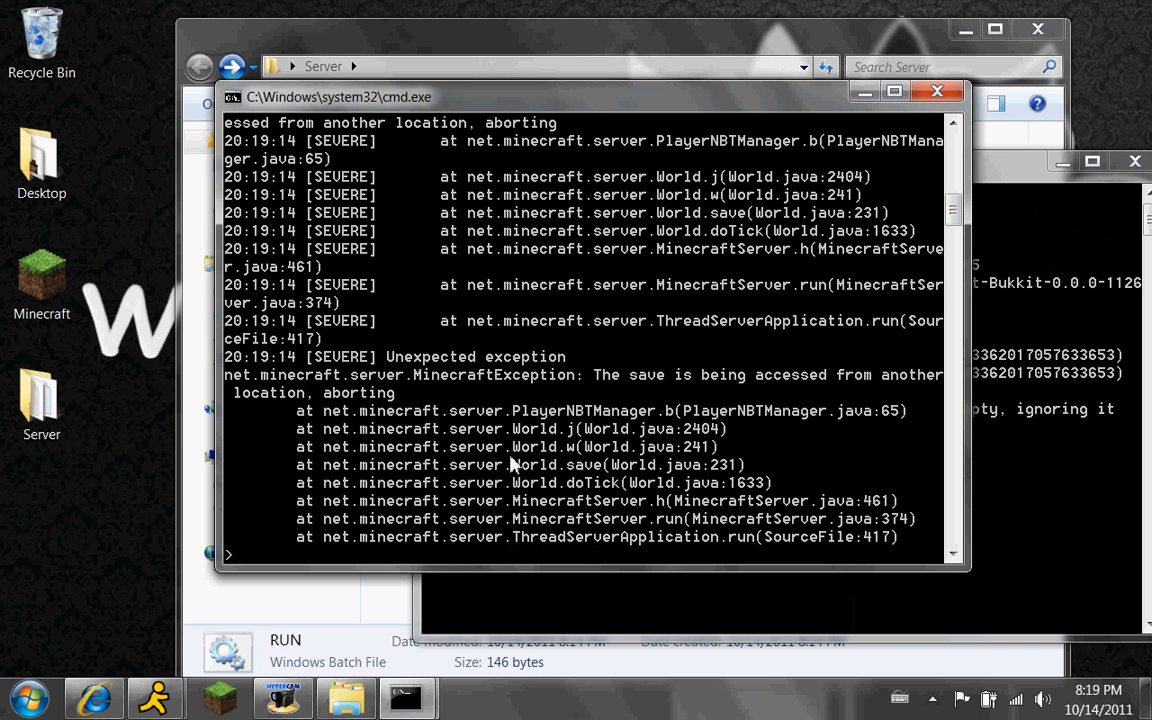 Recycle Bin
Desktop
Minecraft
Server
W
Server
Search Server
C:\Windows\system32\cmd.exe
essed from another location, aborting
20:19:14 [SEVERE]       at net.minecraft.server.PlayerNBTManager.b(PlayerNBTMana
ger.java:65)
20:19:14 [SEVERE]       at net.minecraft.server.World.j(World.java:2404)
20:19:14 [SEVERE]       at net.minecraft.server.World.w(World.java:241)
20:19:14 [SEVERE]       at net.minecraft.server.World.save(World.java:231)
20:19:14 [SEVERE]       at net.minecraft.server.World.doTick(World.java:1633)
20:19:14 [SEVERE]       at net.minecraft.server.MinecraftServer.h(MinecraftServe
r.java:461)
20:19:14 [SEVERE]       at net.minecraft.server.MinecraftServer.run(MinecraftSer
ver.java:374)
20:19:14 [SEVERE]       at net.minecraft.server.ThreadServerApplication.run(Sour
ceFile:417)
20:19:14 [SEVERE] Unexpected exception
net.minecraft.server.MinecraftException: The save is being accessed from another
 location, aborting
        at net.minecraft.server.PlayerNBTManager.b(PlayerNBTManager.java:65)
        at net.minecraft.server.World.j(World.java:2404)
        at net.minecraft.server.World.w(World.java:241)
        at net.minecraft.server.World.save(World.java:231)
        at net.minecraft.server.World.doTick(World.java:1633)
        at net.minecraft.server.MinecraftServer.h(MinecraftServer.java:461)
        at net.minecraft.server.MinecraftServer.run(MinecraftServer.java:374)
        at net.minecraft.server.ThreadServerApplication.run(SourceFile:417)
>
5
t-Bukkit-0.0.0-1126
3362017057633653)
3362017057633653)
pty, ignoring it
RUN
Windows Batch File
Size: 146 bytes
HYPERCAM
8:19 PM
10/14/2011